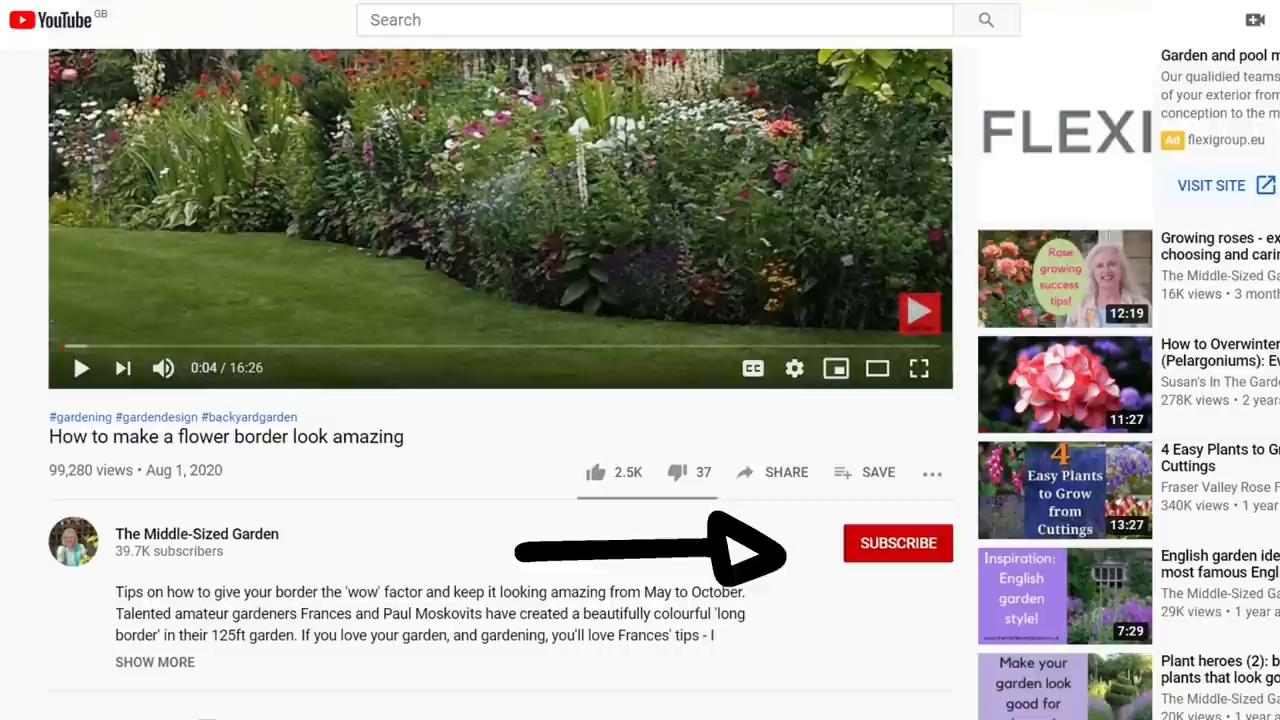 YouTube GB
Search
Garden and pool m
Our qualidied teams
of your exterior from
conception to the m
Ad flexigroup.eu
FLEXI
VISIT SITE
0:04 / 16:26
CC
#gardening #gardendesign #backyardgarden
How to make a flower border look amazing
99,280 views • Aug 1, 2020
2.5K 37 SHARE SAVE
The Middle-Sized Garden
39.7K subscribers
SUBSCRIBE
Tips on how to give your border the 'wow' factor and keep it looking amazing from May to October.
Talented amateur gardeners Frances and Paul Moskovits have created a beautifully colourful 'long
border' in their 125ft garden. If you love your garden, and gardening, you'll love Frances' tips - I
SHOW MORE
Rose
growing
success
tips!
12:19
Growing roses - ex
choosing and carin
The Middle-Sized Ga
16K views • 3 month
11:27
How to Overwinter
(Pelargoniums): Ev
Susan's In The Garde
278K views • 2 years
4
Easy Plants
to Grow
from
Cuttings
13:27
4 Easy Plants to Gr
Cuttings
Fraser Valley Rose F
340K views • 1 year
Inspiration:
English
garden
style!
7:29
English garden ide
most famous Engl
The Middle-Sized Ga
29K views • 1 year a
Make your
garden look
good for
Plant heroes (2): b
plants that look go
The Middle-Sized Ga
20K views • 1 year a